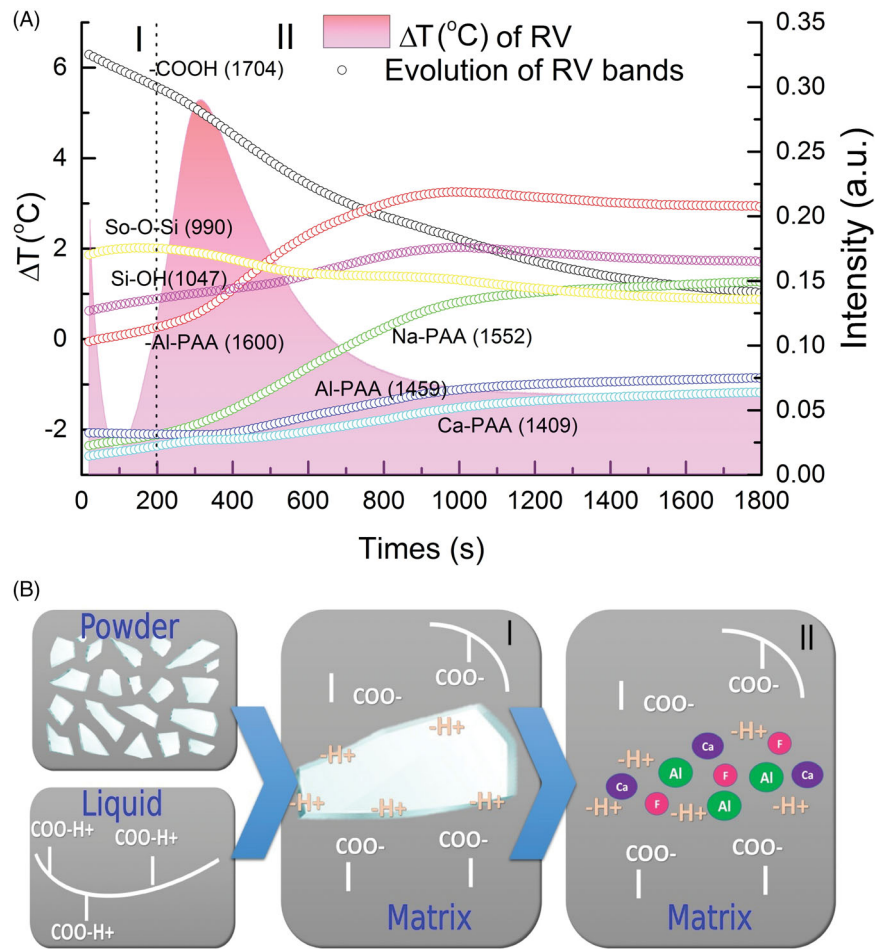 (A)
I
II
ΔT (°C) of RV
-COOH (1704)
Evolution of RV bands
So-O-Si (990)
Si-OH(1047)
-Al-PAA (1600)
Na-PAA (1552)
Al-PAA (1459)
Ca-PAA (1409)
6
4
2
0
-2
ΔT (°C)
0.35
0.30
0.25
0.20
0.15
0.10
0.05
0.00
Intensity (a.u.)
0 200 400 600 800 1000 1200 1400 1600 1800
Times (s)
(B)
Powder
Liquid
COO-H+
COO-H+
COO-H+
I
COO-
COO-
-H+
-H+
-H+
-H+
-H+
COO-
COO-
Matrix
II
COO-
COO-
-H+
F
Ca
-H+
Al
F
Al
Ca
Ca
-H+
F
-H+
Al
-H+
COO-
COO-
Matrix